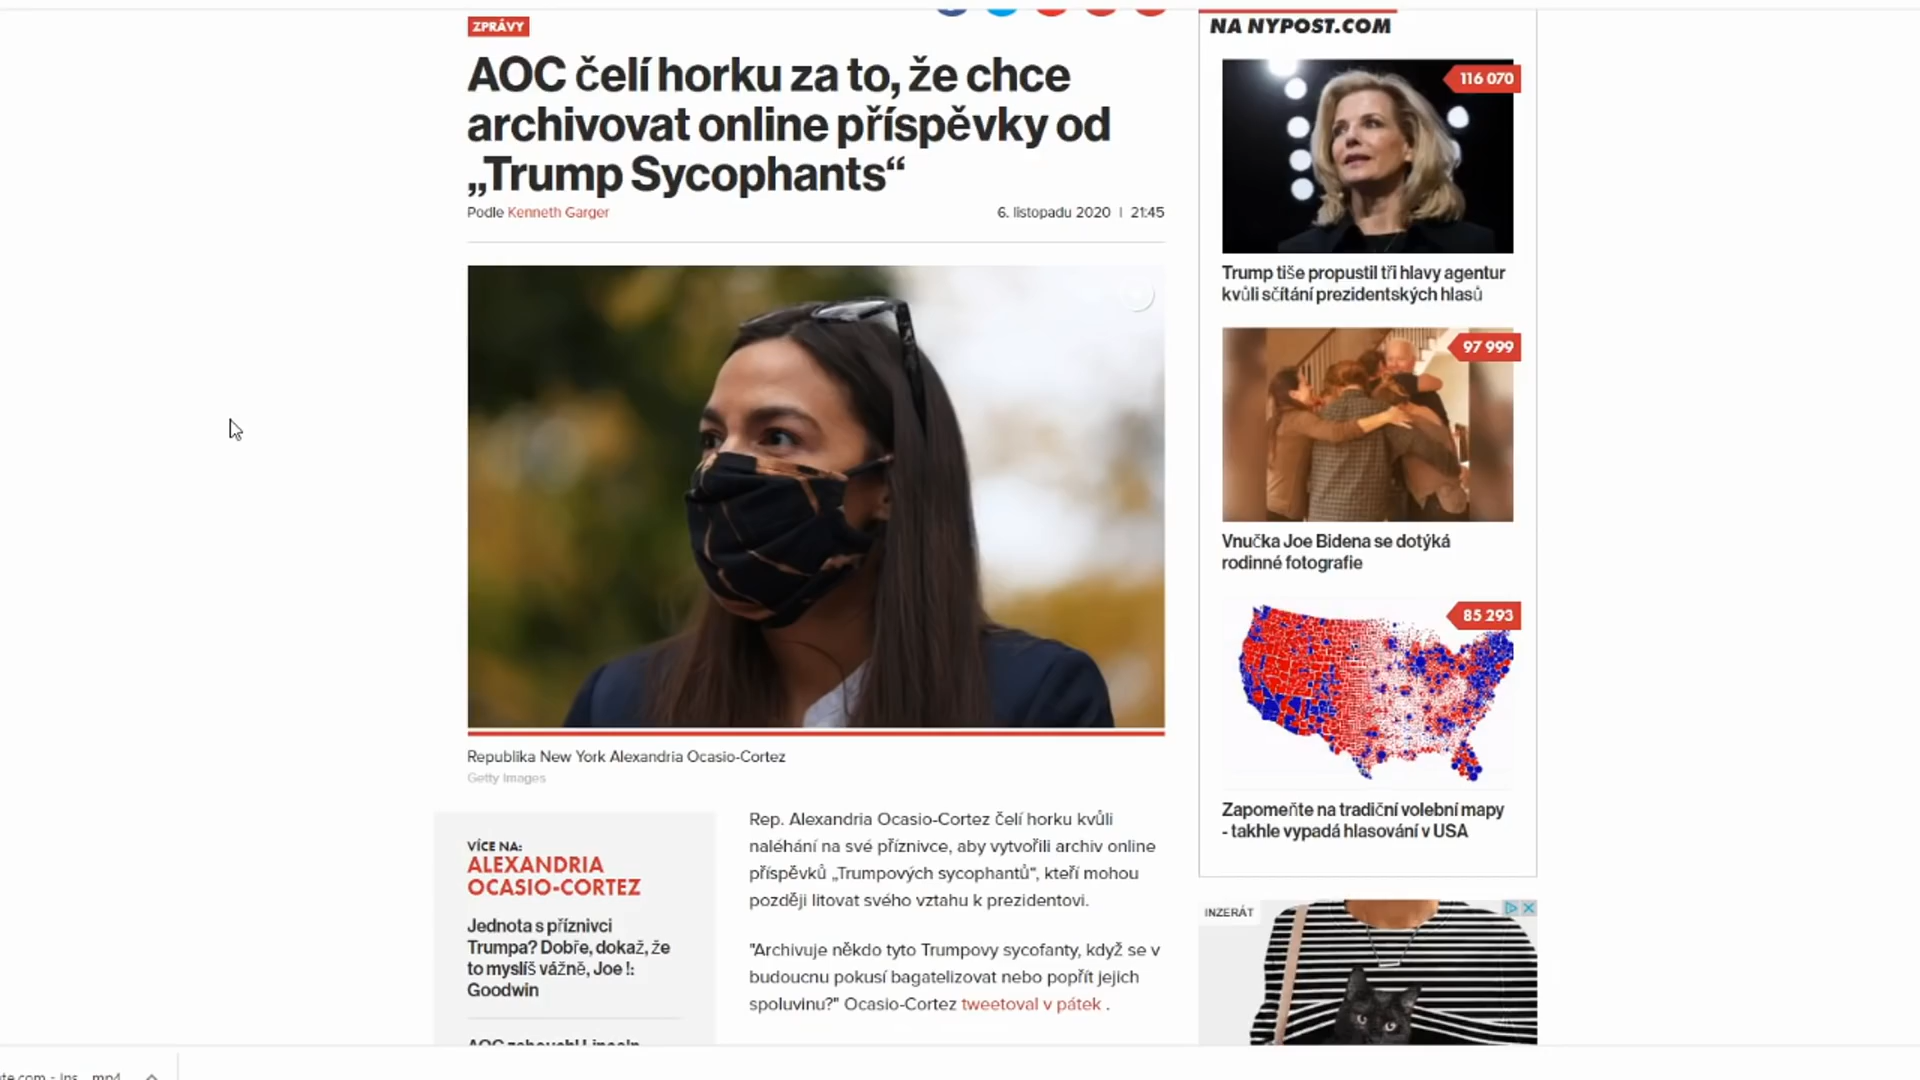 ZPRÁVY
AOC čelí horku za to, že chce
archivovat online příspěvky od
„Trump Sycophants“
Podle Kenneth Garger
6. listopadu 2020 | 21:45
Republika New York Alexandria Ocasio-Cortez
Getty Images
VÍCE NA:
ALEXANDRIA
OCASIO-CORTEZ
Jednota s příznivci
Trumpa? Dobře, dokaž, že
to myslíš vážně, Joe !:
Goodwin
Rep. Alexandria Ocasio-Cortez čelí horku kvůli
naléhání na své příznivce, aby vytvořili archiv online
příspěvků „Trumpových sycophantů“, kteří mohou
později litovat svého vztahu k prezidentovi.
"Archivuje někdo tyto Trumpovy sycofanty, když se v
budoucnu pokusí bagatelizovat nebo popřít jejich
spoluvinu?" Ocasio-Cortez tweetoval v pátek .
NA NYPOST.COM
116 070
Trump tiše propustil tři hlavy agentur
kvůli sčítání prezidentských hlasů
97 999
Vnučka Joe Bidena se dotýká
rodinné fotografie
85 293
Zapomeňte na tradiční volební mapy
- takhle vypadá hlasování v USA
INZERÁT